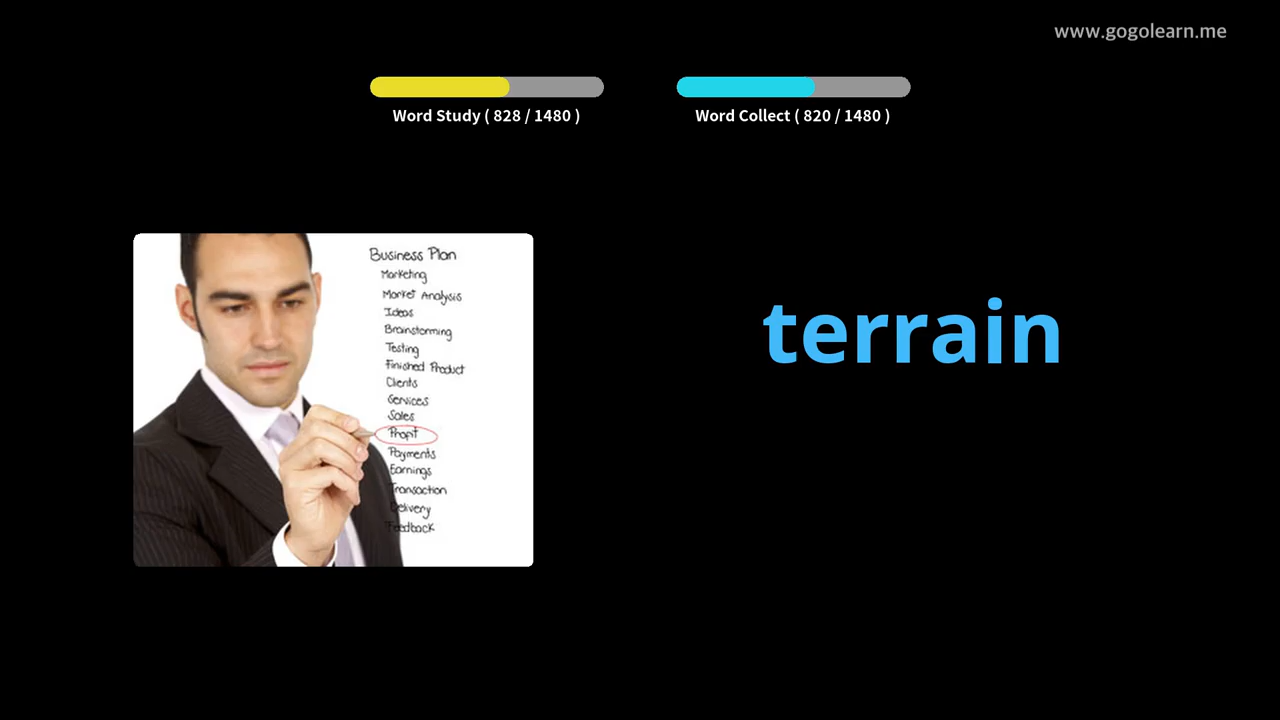 www.gogolearn.me
Word Study ( 828 / 1480 )
Word Collect ( 820 / 1480 )
Business Plan
Marketing
Market Analysis
Ideas
Brainstorming
Testing
Finished Product
Clients
Services
Sales
Profit
Payments
Earnings
Transaction
Delivery
Feedback
terrain